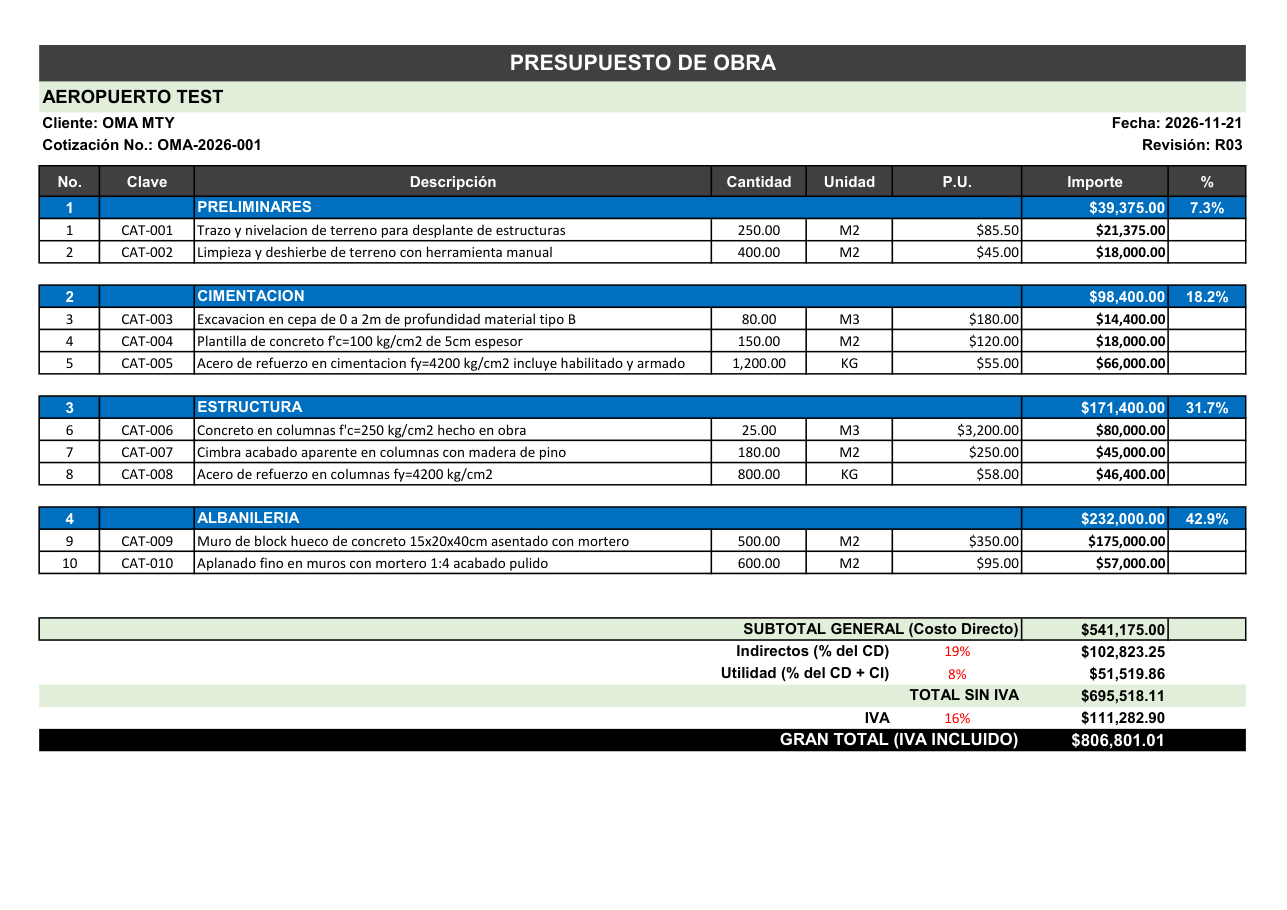 PRESUPUESTO DE OBRA
AEROPUERTO TEST
Cliente: OMA MTY Fecha: 2026-11-21
Cotización No.: OMA-2026-001 Revisión: R03
No. Clave Descripción Cantidad Unidad P.U. Importe %
1 PRELIMINARES $39,375.00 7.3%
1 CAT-001 Trazo y nivelacion de terreno para desplante de estructuras 250.00 M2 $85.50 $21,375.00
2 CAT-002 Limpieza y deshierbe de terreno con herramienta manual 400.00 M2 $45.00 $18,000.00
2 CIMENTACION $98,400.00 18.2%
3 CAT-003 Excavacion en cepa de 0 a 2m de profundidad material tipo B 80.00 M3 $180.00 $14,400.00
4 CAT-004 Plantilla de concreto f'c=100 kg/cm2 de 5cm espesor 150.00 M2 $120.00 $18,000.00
5 CAT-005 Acero de refuerzo en cimentacion fy=4200 kg/cm2 incluye habilitado y armado 1,200.00 KG $55.00 $66,000.00
3 ESTRUCTURA $171,400.00 31.7%
6 CAT-006 Concreto en columnas f'c=250 kg/cm2 hecho en obra 25.00 M3 $3,200.00 $80,000.00
7 CAT-007 Cimbra acabado aparente en columnas con madera de pino 180.00 M2 $250.00 $45,000.00
8 CAT-008 Acero de refuerzo en columnas fy=4200 kg/cm2 800.00 KG $58.00 $46,400.00
4 ALBANILERIA $232,000.00 42.9%
9 CAT-009 Muro de block hueco de concreto 15x20x40cm asentado con mortero 500.00 M2 $350.00 $175,000.00
10 CAT-010 Aplanado fino en muros con mortero 1:4 acabado pulido 600.00 M2 $95.00 $57,000.00
SUBTOTAL GENERAL (Costo Directo) $541,175.00
Indirectos (% del CD) 19% $102,823.25
Utilidad (% del CD + CI) 8% $51,519.86
TOTAL SIN IVA $695,518.11
IVA 16% $111,282.90
GRAN TOTAL (IVA INCLUIDO) $806,801.01